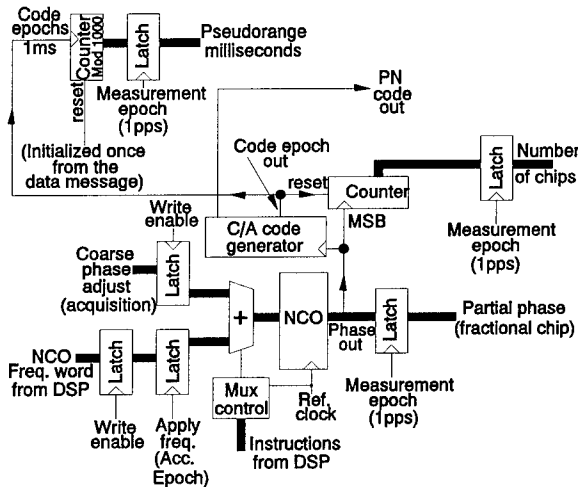 Code
epochs
1ms
Counter
Mod 1000
Latch
Pseudorange
milliseconds
reset
Measurement
epoch
(1pps)
PN
code
out
(Initialized once
from the
data message)
Code epoch
out
reset
Counter
Latch
Number
of chips
MSB
Write
enable
C/A code
generator
Measurement
epoch
(1pps)
Coarse
phase
adjust
(acquisition)
Latch
+
NCO
Phase
out
Latch
Partial phase
(fractional chip)
NCO
Freq. word
from DSP
Latch
Latch
Mux
control
Ref.
clock
Measurement
epoch
(1pps)
Write
enable
Apply
freq.
(Acc.
Epoch)
Instructions
from DSP